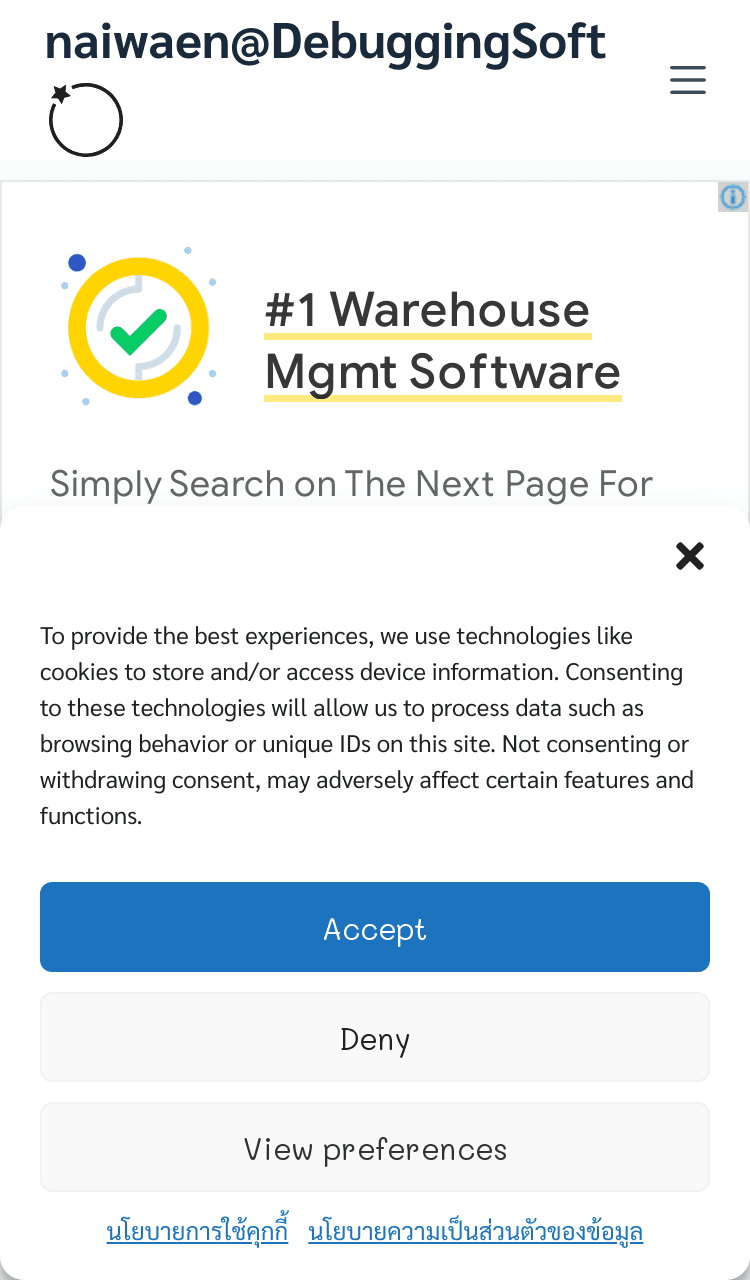 naiwaen@DebuggingSoft
#1 Warehouse
Mgmt Software
Simply Search on The Next Page For
To provide the best experiences, we use technologies like
cookies to store and/or access device information. Consenting
to these technologies will allow us to process data such as
browsing behavior or unique IDs on this site. Not consenting or
withdrawing consent, may adversely affect certain features and
functions.
Accept
Deny
View preferences
นโยบายการใช้คุกกี้ นโยบายความเป็นส่วนตัวของข้อมูล